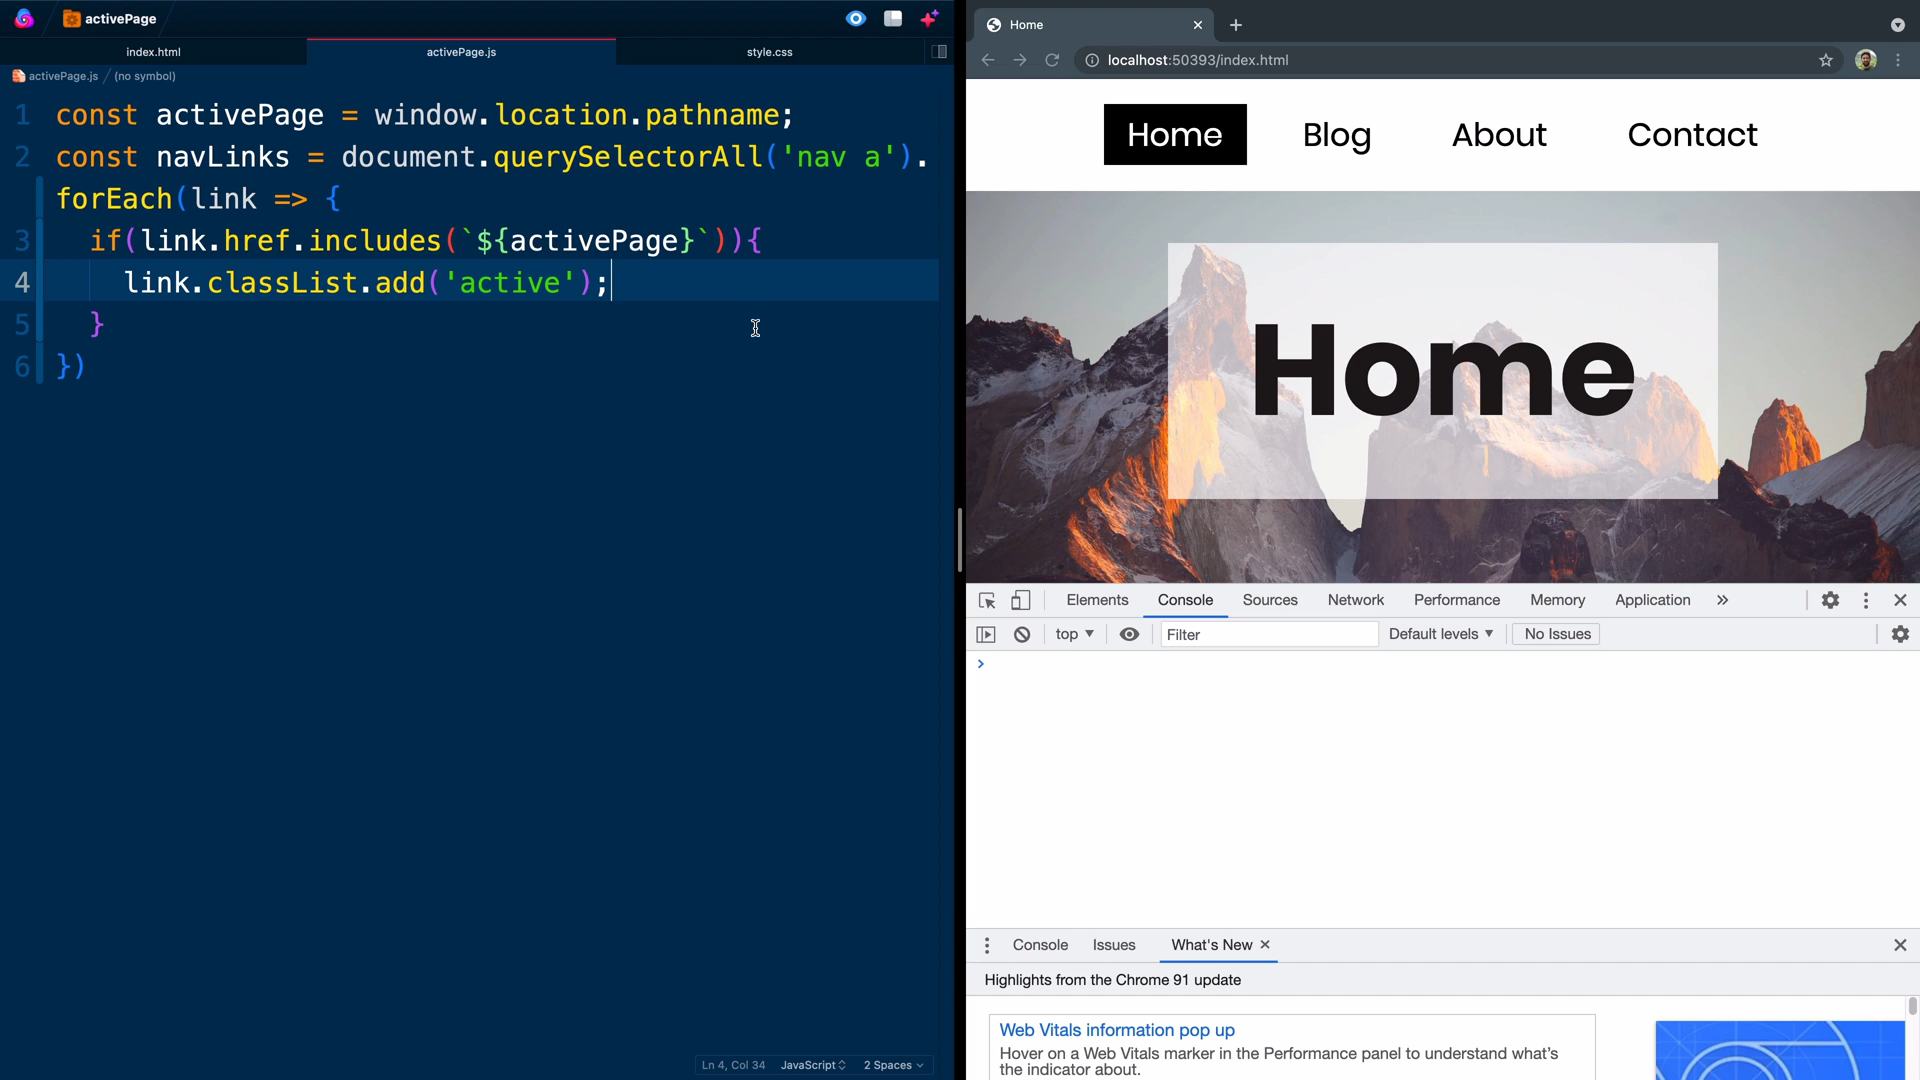 activePage
index.html
activePage.js
style.css
activePage.js
(no symbol)
1 const activePage = window.location.pathname;
2 const navLinks = document.querySelectorAll('nav a').
forEach(link => {
3 if(link.href.includes(`${activePage}`)){
4 link.classList.add('active');
5 }
6 })
Ln 4, Col 34 JavaScript 2 Spaces
Home
localhost:50393/index.html
Home Blog About Contact
Home
Elements Console Sources Network Performance Memory Application »
top Filter Default levels No Issues
Console Issues What's New
Highlights from the Chrome 91 update
Web Vitals information pop up
Hover on a Web Vitals marker in the Performance panel to understand what's
the indicator about.